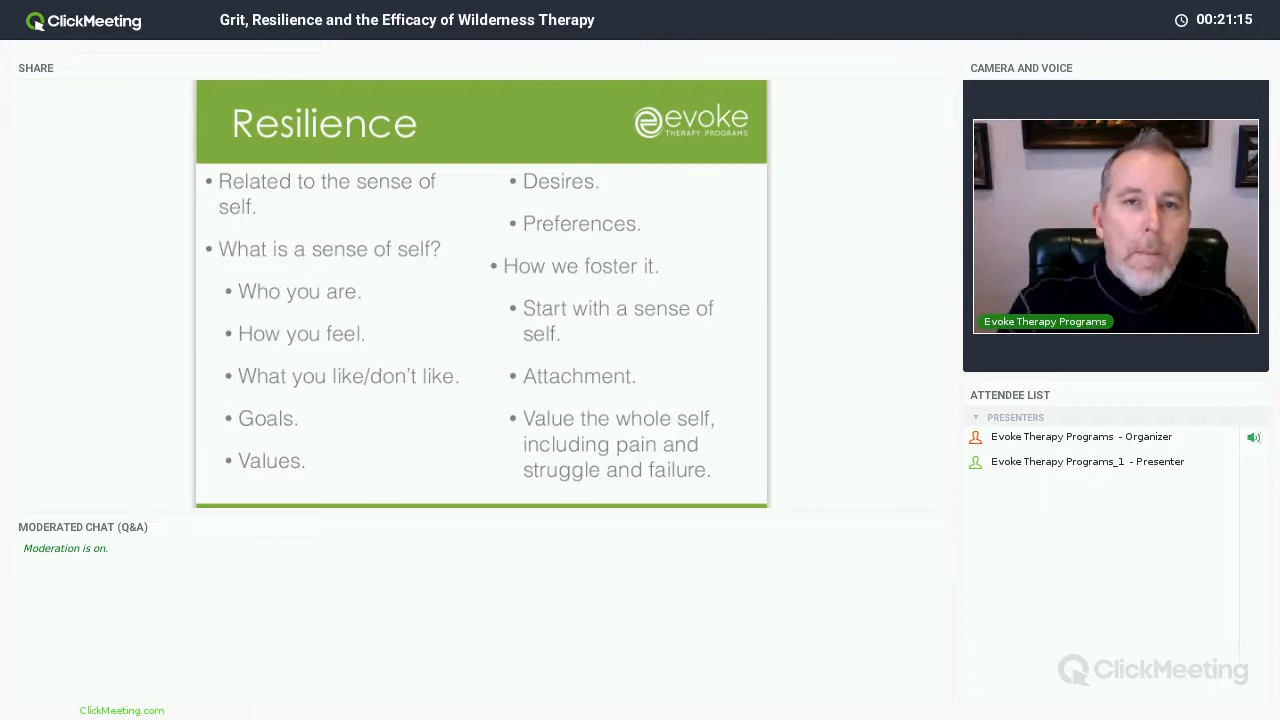 ClickMeeting
Grit, Resilience and the Efficacy of Wilderness Therapy
00:21:15
SHARE
Resilience
evoke
THERAPY PROGRAMS
• Related to the sense of
self.
• What is a sense of self?
• Who you are.
• How you feel.
• What you like/don’t like.
• Goals.
• Values.
• Desires.
• Preferences.
• How we foster it.
• Start with a sense of
self.
• Attachment.
• Value the whole self,
including pain and
struggle and failure.
CAMERA AND VOICE
Evoke Therapy Programs
ATTENDEE LIST
PRESENTERS
Evoke Therapy Programs - Organizer
Evoke Therapy Programs_1 - Presenter
MODERATED CHAT (Q&A)
Moderation is on.
ClickMeeting
ClickMeeting.com